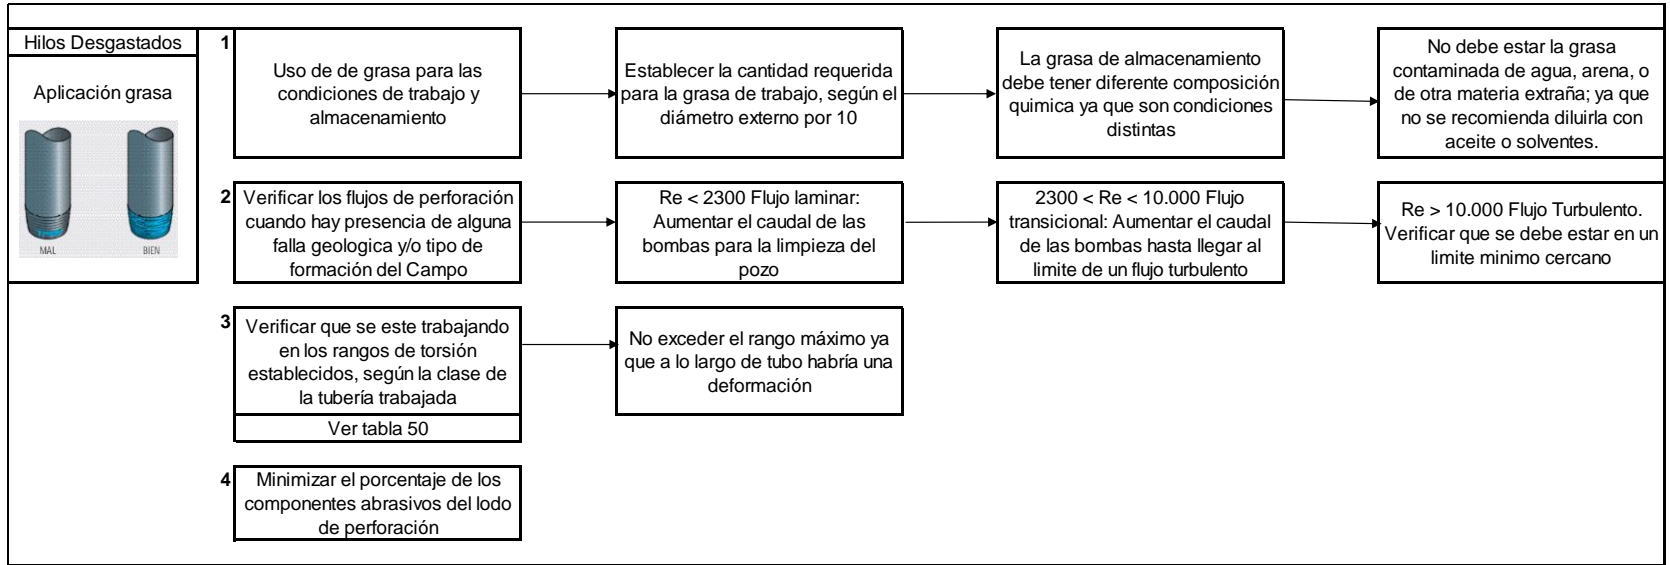 Hilos Desgastados
Aplicación grasa
MAL
BIEN
1
Uso de de grasa para las
condiciones de trabajo y
almacenamiento
Establecer la cantidad requerida
para la grasa de trabajo, según el
diámetro externo por 10
La grasa de almacenamiento
debe tener diferente composición
quimica ya que son condiciones
distintas
No debe estar la grasa
contaminada de agua, arena, o
de otra materia extraña; ya que
no se recomienda diluirla con
aceite o solventes.
2
Verificar los flujos de perforación
cuando hay presencia de alguna
falla geologica y/o tipo de
formación del Campo
Re < 2300 Flujo laminar:
Aumentar el caudal de las
bombas para la limpieza del
pozo
2300 < Re < 10.000 Flujo
transicional: Aumentar el caudal
de las bombas hasta llegar al
limite de un flujo turbulento
Re > 10.000 Flujo Turbulento.
Verificar que se debe estar en un
limite minimo cercano
3
Verificar que se este trabajando
en los rangos de torsión
establecidos, según la clase de
la tubería trabajada
Ver tabla 50
No exceder el rango máximo ya
que a lo largo de tubo habría una
deformación
4
Minimizar el porcentaje de los
componentes abrasivos del lodo
de perforación